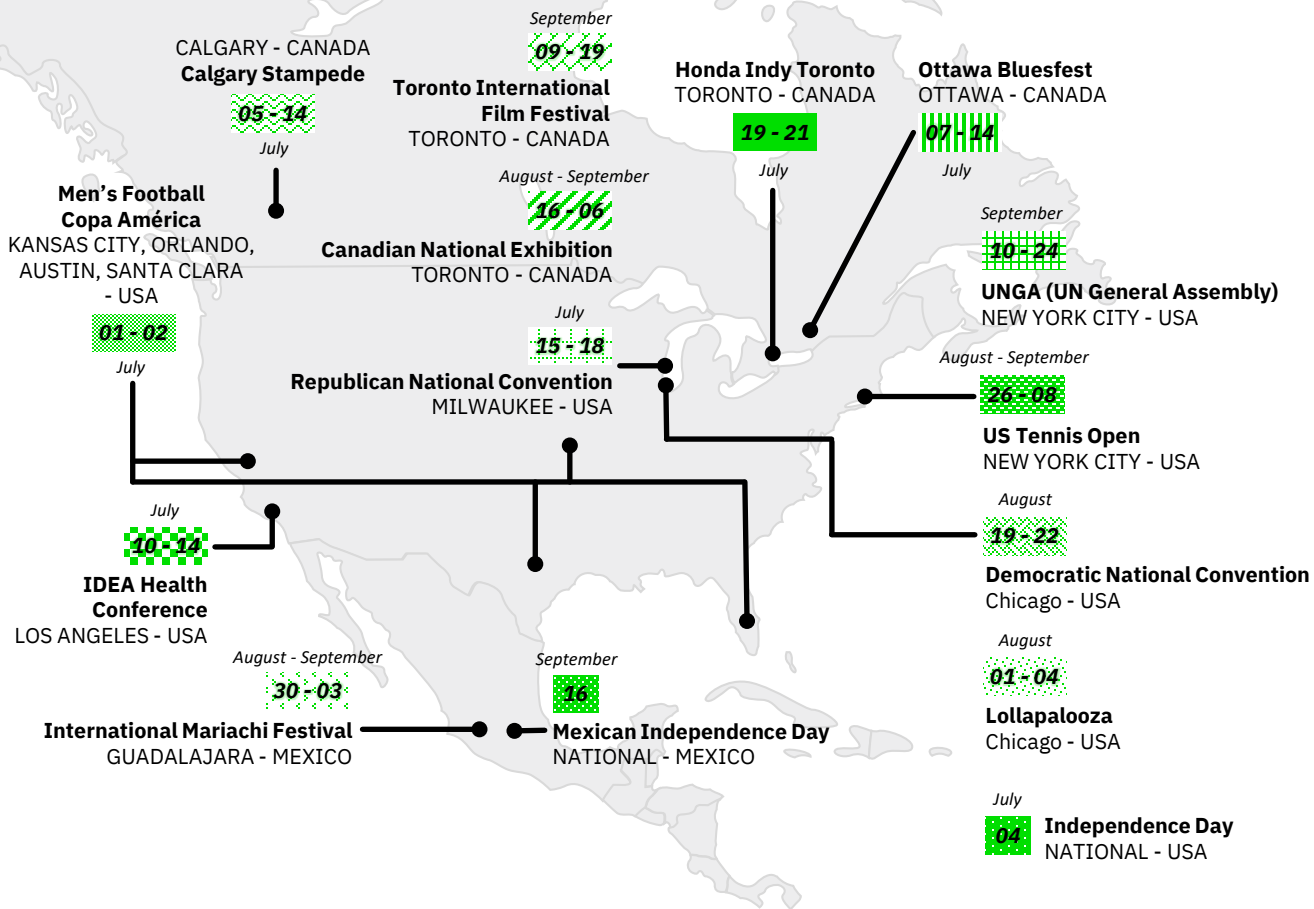 CALGARY - CANADA
Calgary Stampede
05 - 14
July
September
09 - 19
Toronto International
Film Festival
TORONTO - CANADA
Honda Indy Toronto
TORONTO - CANADA
19 - 21
July
Ottawa Bluesfest
OTTAWA - CANADA
07 - 14
July
Men’s Football
Copa América
KANSAS CITY, ORLANDO,
AUSTIN, SANTA CLARA
- USA
01 - 02
July
August - September
16 - 06
Canadian National Exhibition
TORONTO - CANADA
September
10 - 24
UNGA (UN General Assembly)
NEW YORK CITY - USA
July
15 - 18
Republican National Convention
MILWAUKEE - USA
August - September
26 - 08
US Tennis Open
NEW YORK CITY - USA
July
10 - 14
IDEA Health
Conference
LOS ANGELES - USA
August
19 - 22
Democratic National Convention
Chicago - USA
August - September
30 - 03
International Mariachi Festival
GUADALAJARA - MEXICO
September
16
Mexican Independence Day
NATIONAL - MEXICO
August
01 - 04
Lollapalooza
Chicago - USA
July
04
Independence Day
NATIONAL - USA